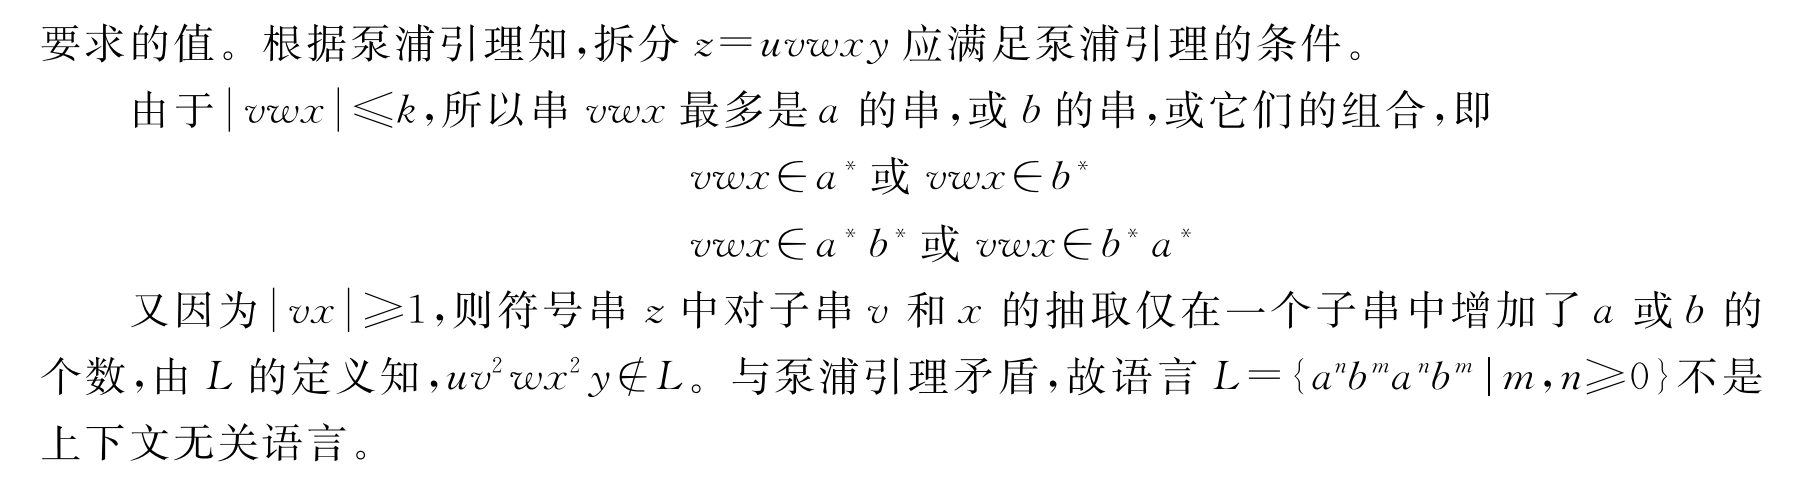 要求的值。根据泵浦引理知,拆分 z=uvwxy 应满足泵浦引理的条件。
由于|vwx|≤k,所以串 vwx 最多是 a 的串,或 b 的串,或它们的组合,即
vwx∈a* 或 vwx∈b*
vwx∈a*b* 或 vwx∈b*a*
又因为|vx|≥1,则符号串 z 中对子串 v 和 x 的抽取仅在一个子串中增加了 a 或 b 的
个数,由 L 的定义知,uv²wx²y∉L。与泵浦引理矛盾,故语言 L={aⁿbᵐaⁿbᵐ|m,n≥0}不是
上下文无关语言。